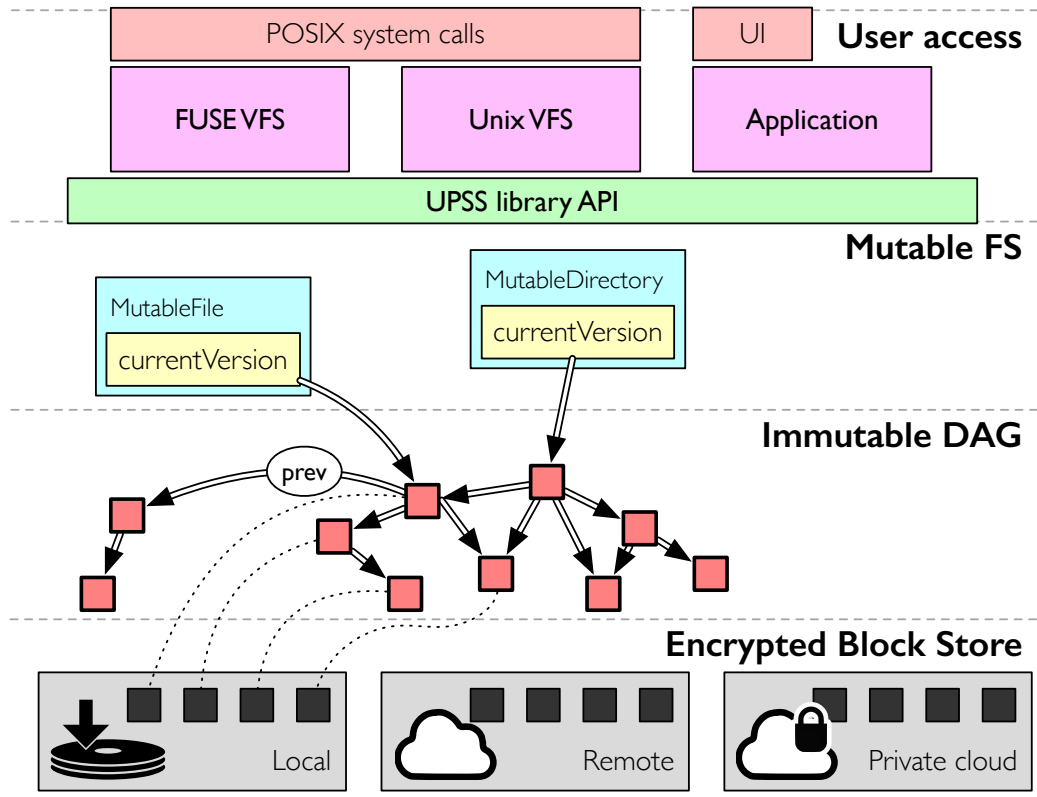 POSIX system calls
UI
User access
FUSE VFS
Unix VFS
Application
UPSS library API
Mutable FS
MutableFile
currentVersion
MutableDirectory
currentVersion
Immutable DAG
prev
Encrypted Block Store
Local
Remote
Private cloud